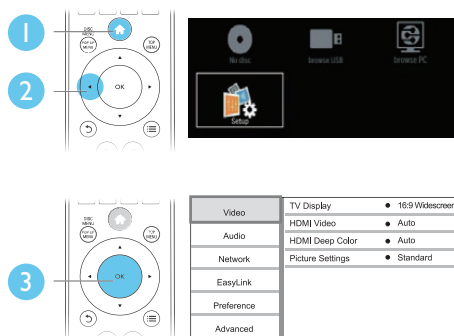 1
DISC MENU
POP-UP MENU
TOP MENU
OK
2
No disc
browse USB
browse PC
Setup
DISC MENU
POP-UP MENU
TOP MENU
OK
3
Video
Audio
Network
EasyLink
Preference
Advanced
TV Display • 16:9 Widescreen
HDMI Video • Auto
HDMI Deep Color • Auto
Picture Settings • Standard